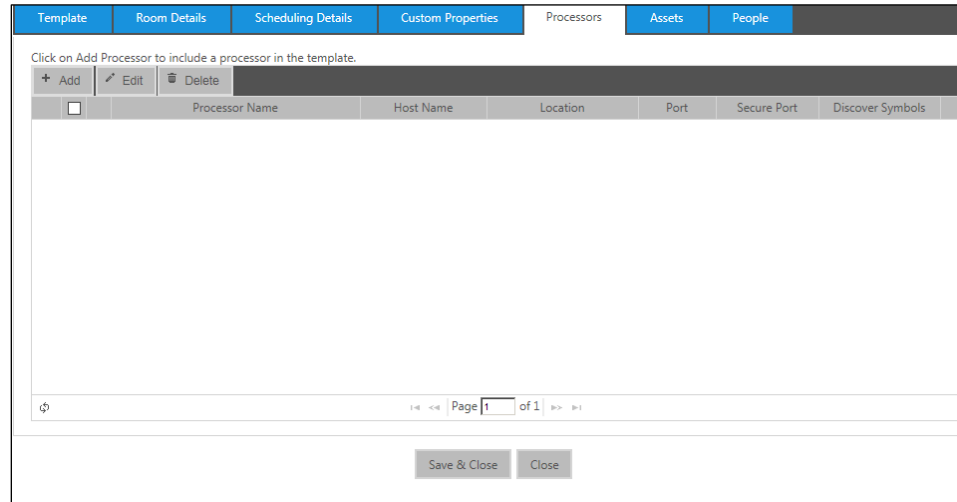 Template Room Details Scheduling Details Custom Properties Processors Assets People
Click on Add Processor to include a processor in the template.
+ Add Edit Delete
Processor Name Host Name Location Port Secure Port Discover Symbols
Page 1 of 1
Save & Close Close